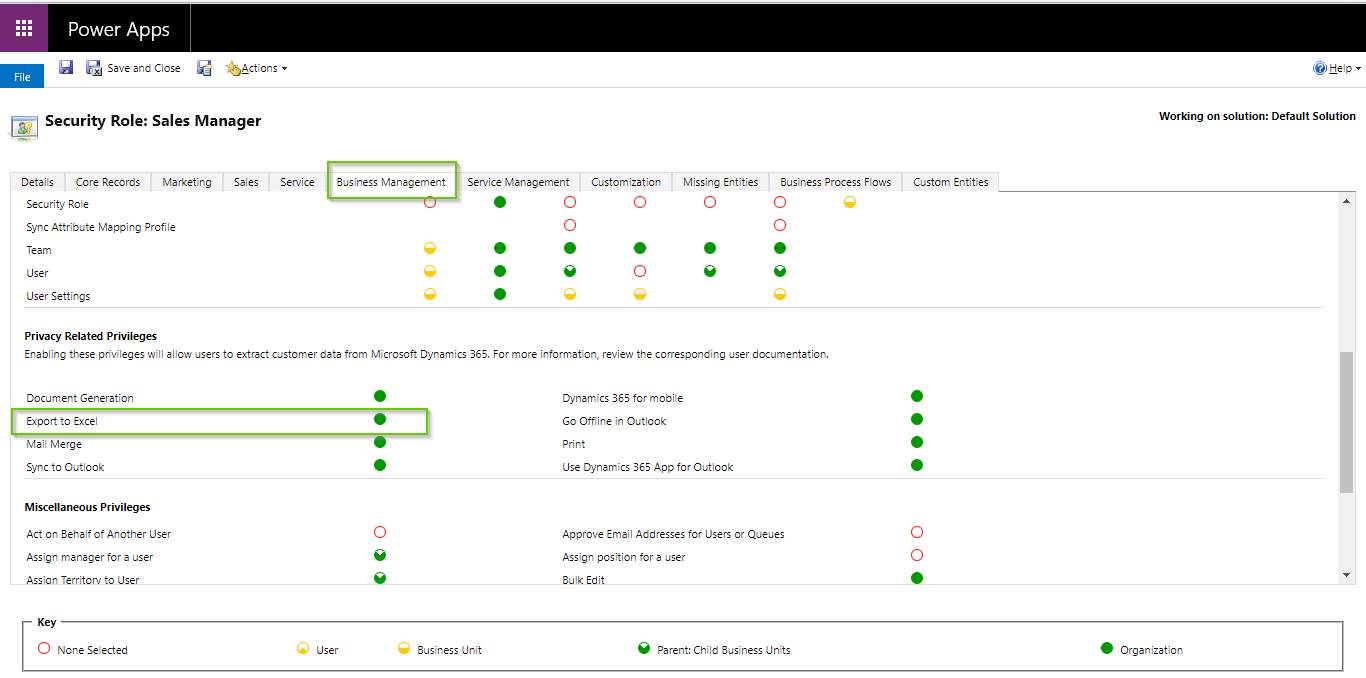 Power Apps
File
Save and Close
Actions
Help
Security Role: Sales Manager
Working on solution: Default Solution
Details Core Records Marketing Sales Service Business Management Service Management Customization Missing Entities Business Process Flows Custom Entities
Security Role
Sync Attribute Mapping Profile
Team
User
User Settings
Privacy Related Privileges
Enabling these privileges will allow users to extract customer data from Microsoft Dynamics 365. For more information, review the corresponding user documentation.
Document Generation Dynamics 365 for mobile
Export to Excel Go Offline in Outlook
Mail Merge Print
Sync to Outlook Use Dynamics 365 App for Outlook
Miscellaneous Privileges
Act on Behalf of Another User Approve Email Addresses for Users or Queues
Assign manager for a user Assign position for a user
Assign Territory to User Bulk Edit
Key
None Selected User Business Unit Parent: Child Business Units Organization